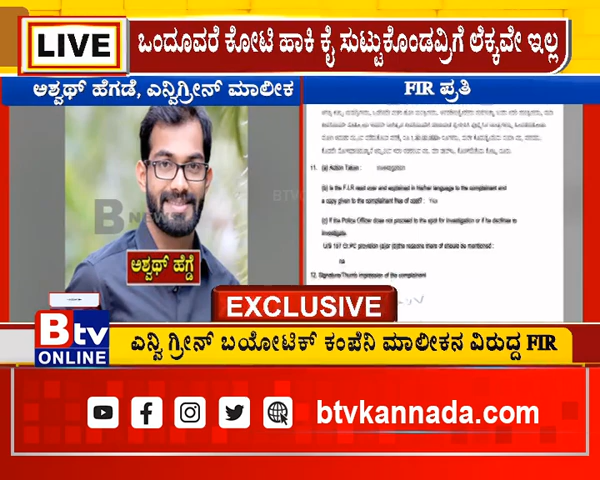 LIVE
ಒಂದೂವರೆ ಕೋಟಿ ಹಾಕಿ ಕೈ ಸುಟ್ಟುಕೊಂಡವ್ರಿಗೆ ಲೆಕ್ಕವೇ ಇಲ್ಲ
ಅಶ್ವಥ್ ಹೆಗಡೆ, ಎನ್ವಿಗ್ರೀನ್ ಮಾಲೀಕ
FIR ಪ್ರತಿ
11. (a) Action Taken : Investigation
(b) Is the F.I.R read over and explained in his/her language to the complainant and
a copy given to the complainant free of cost? : Yes
(c) If the Police Officer does not proceed to the spot for investigation or if he declines to
investigate
U/S 157 Cr.PC provision (a)or (b)the reasons there of should be mentioned :
12. Signature/Thumb impression of the complainant
ಅಶ್ವಥ್ ಹೆಗ್ಡೆ
EXCLUSIVE
Btv
ONLINE
ಎನ್ವಿ ಗ್ರೀನ್ ಬಯೋಟಿಕ್ ಕಂಪೆನಿ ಮಾಲೀಕನ ವಿರುದ್ದ FIR
btvkannada.com